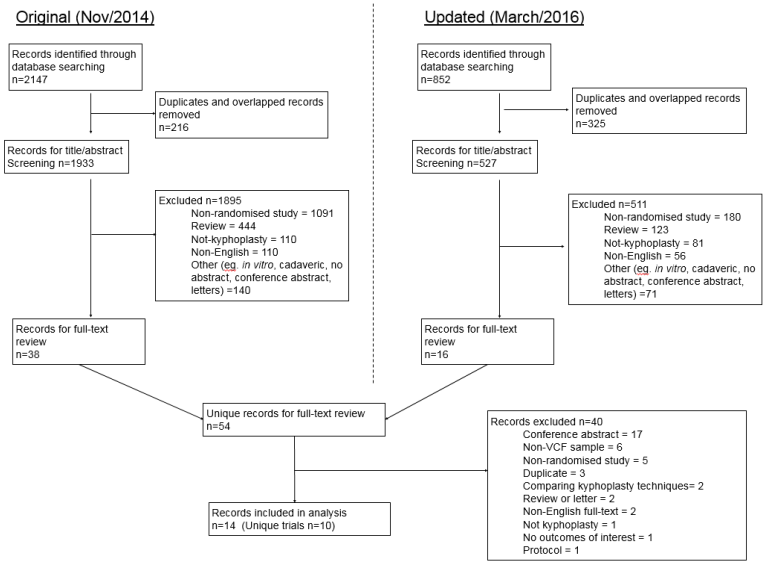 Original (Nov/2014)
Records identified through
database searching
n=2147
Duplicates and overlapped records
removed
n=216
Records for title/abstract
Screening n=1933
Excluded n=1895
Non-randomised study = 1091
Review = 444
Not-kyphoplasty = 110
Non-English = 110
Other (eg. in vitro, cadaveric, no
abstract, conference abstract,
letters) =140
Records for full-text
review
n=38
Updated (March/2016)
Records identified through
database searching
n=852
Duplicates and overlapped records
removed
n=325
Records for title/abstract
Screening n=527
Excluded n=511
Non-randomised study = 180
Review = 123
Not-kyphoplasty = 81
Non-English = 56
Other (eg. in vitro, cadaveric, no
abstract, conference abstract,
letters) =71
Records for full-text
review
n=16
Unique records for full-text review
n=54
Records excluded n=40
Conference abstract = 17
Non-VCF sample = 6
Non-randomised study = 5
Duplicate = 3
Comparing kyphoplasty techniques= 2
Review or letter = 2
Non-English full-text = 2
Not kyphoplasty = 1
No outcomes of interest = 1
Protocol = 1
Records included in analysis
n=14 (Unique trials n=10)